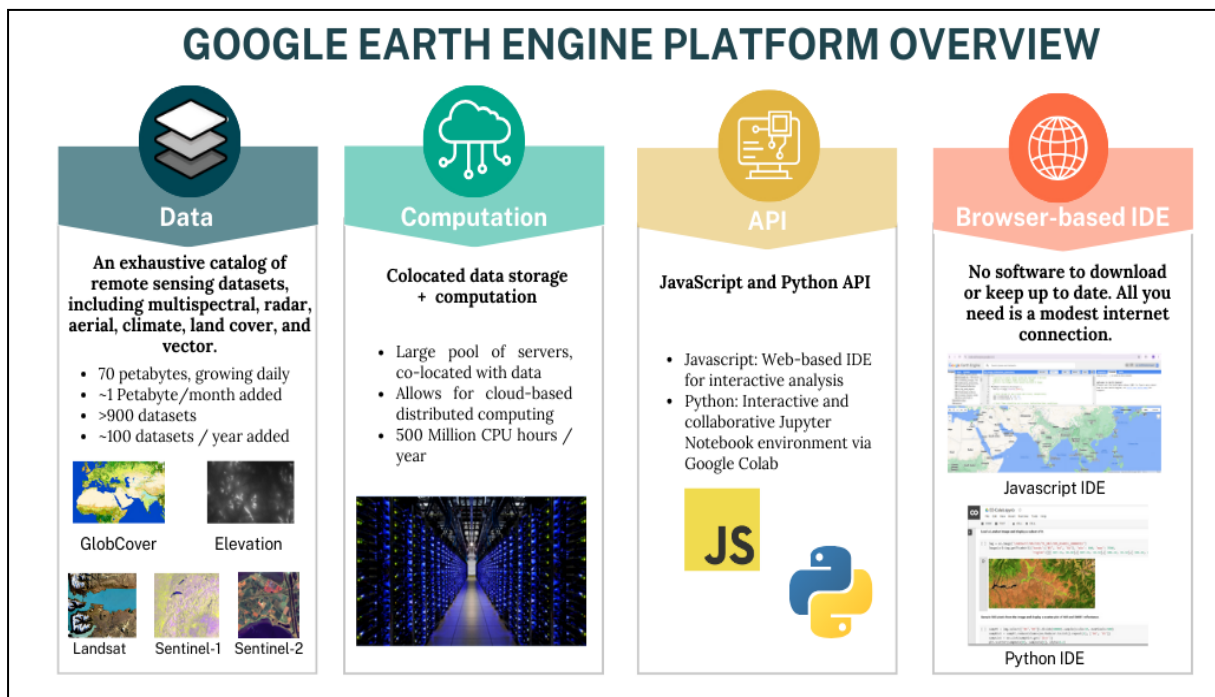 GOOGLE EARTH ENGINE PLATFORM OVERVIEW
Data
An exhaustive catalog of
remote sensing datasets,
including multispectral, radar,
aerial, climate, land cover, and
vector.
• 70 petabytes, growing daily
• ~1 Petabyte/month added
• >900 datasets
• ~100 datasets / year added
GlobCover
Elevation
Landsat
Sentinel-1
Sentinel-2
Computation
Colocated data storage
+ computation
• Large pool of servers,
co-located with data
• Allows for cloud-based
distributed computing
• 500 Million CPU hours /
year
API
JavaScript and Python API
• Javascript: Web-based IDE
for interactive analysis
• Python: Interactive and
collaborative Jupyter
Notebook environment via
Google Colab
JS
Browser-based IDE
No software to download
or keep up to date. All you
need is a modest internet
connection.
Javascript IDE
Python IDE